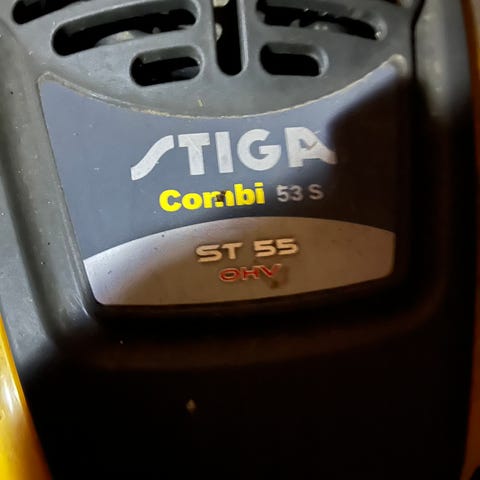 STIGA
Combi 53 S
ST 55
OHV